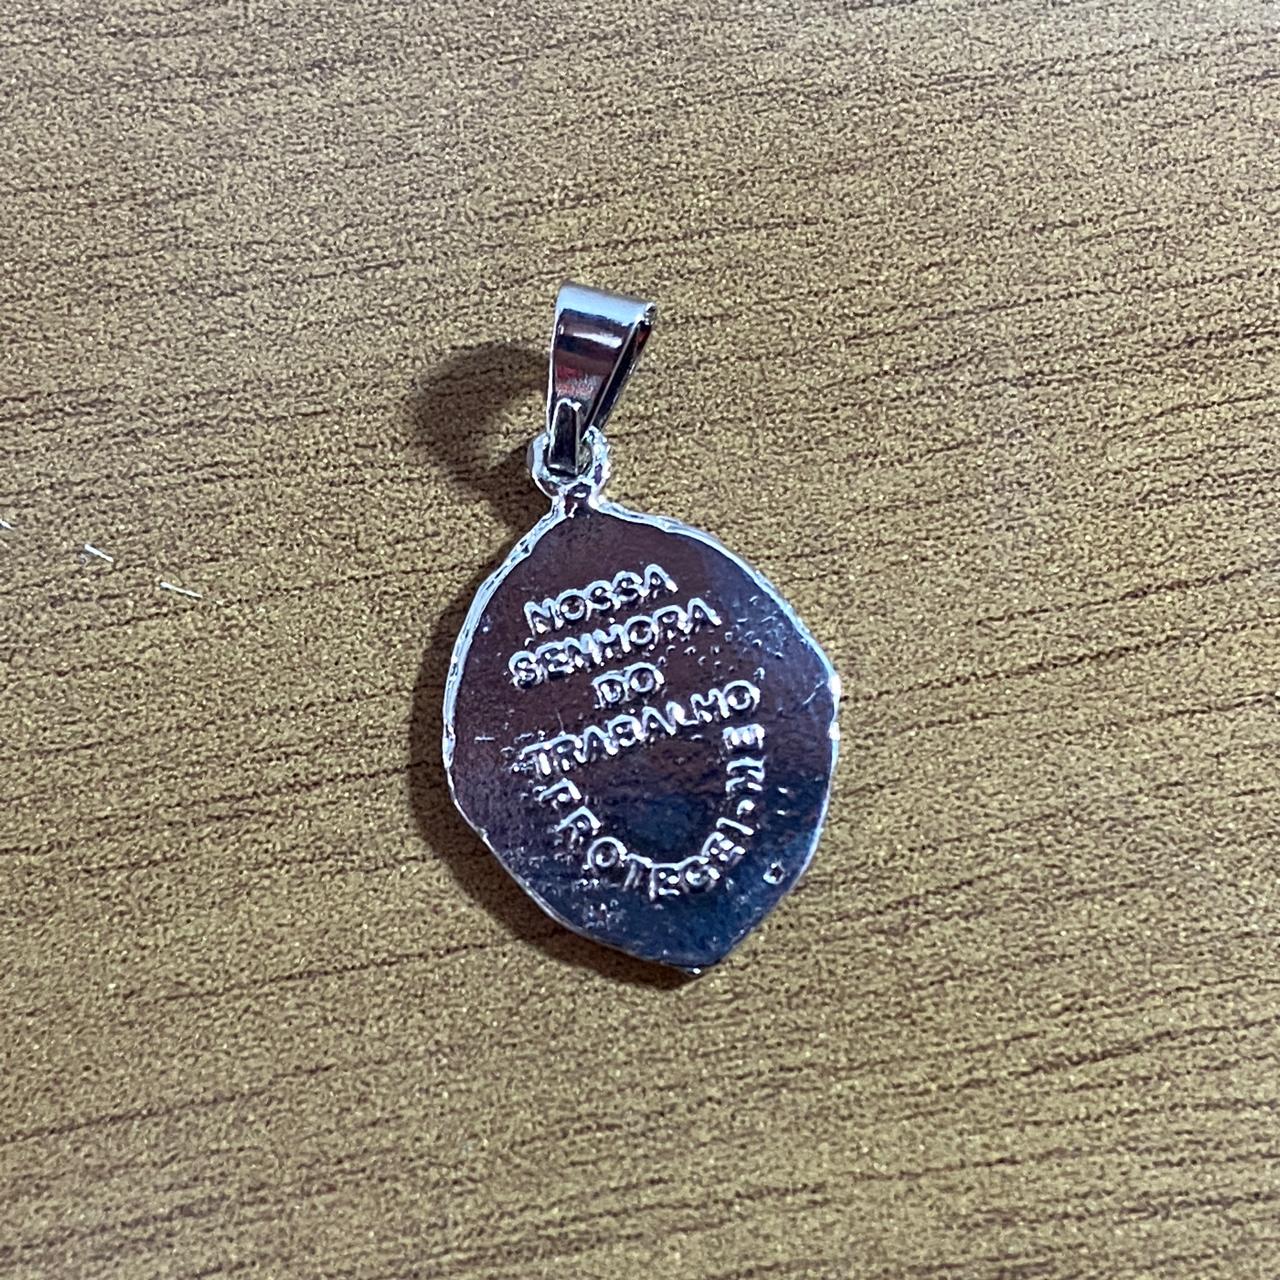 NOSSA
SENHORA
DO
TRABALHO
PROTEGEI-ME